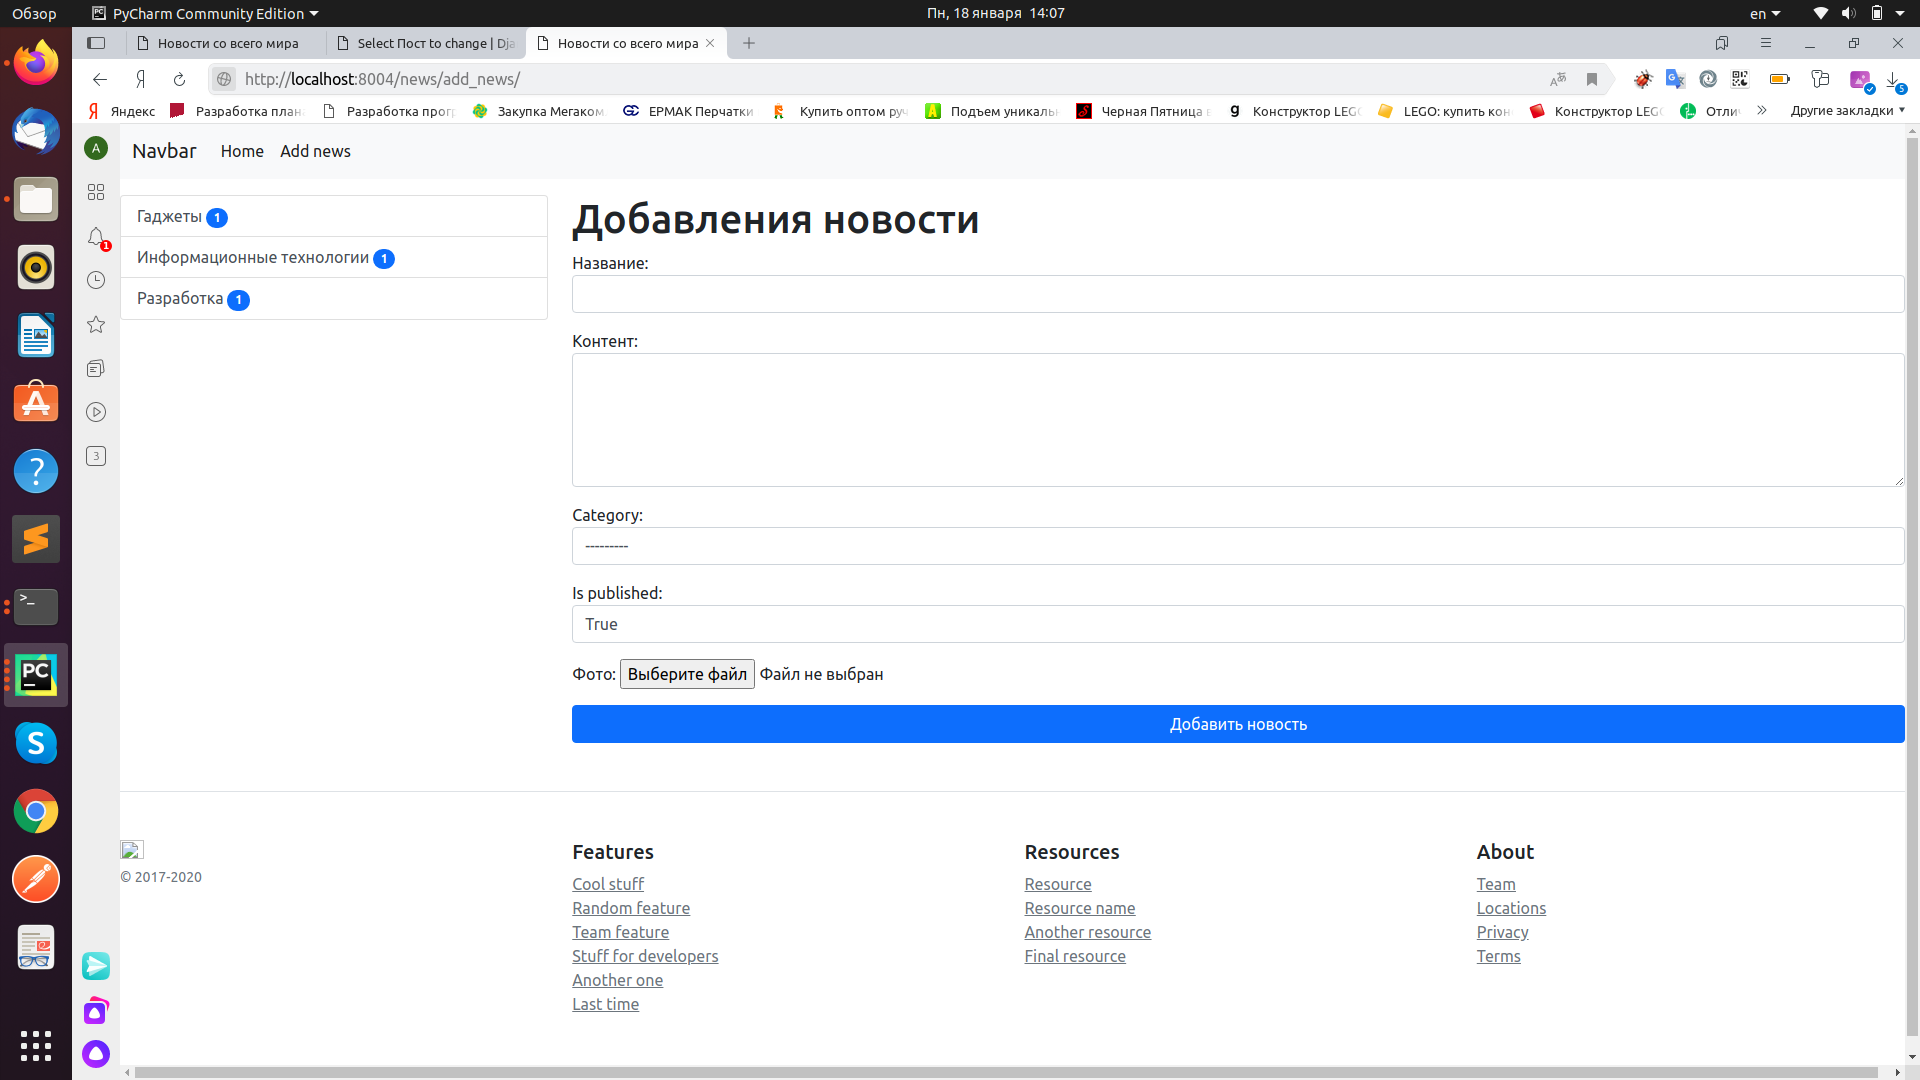 Обзор
PyCharm Community Edition
Пн, 18 января 14:07
en
Новости со всего мира
Select Пост to change | Dja
Новости со всего мира
http://localhost:8004/news/add_news/
5
Яндекс
Разработка план
Разработка прог
Закупка Мегаком
ЕРМАК Перчатки
Купить оптом руч
Подъем уникальн
Черная Пятница в
Конструктор LEGO
LEGO: купить кон
Конструктор LEGO
Отли
Другие закладки
A
1
3
Navbar
Home
Add news
Гаджеты 1
Информационные технологии 1
Разработка 1
Добавления новости
Название:
Контент:
Category:
---------
Is published:
True
Фото: Выберите файл Файл не выбран
Добавить новость
© 2017-2020
Features
Cool stuff
Random feature
Team feature
Stuff for developers
Another one
Last time
Resources
Resource
Resource name
Another resource
Final resource
About
Team
Locations
Privacy
Terms